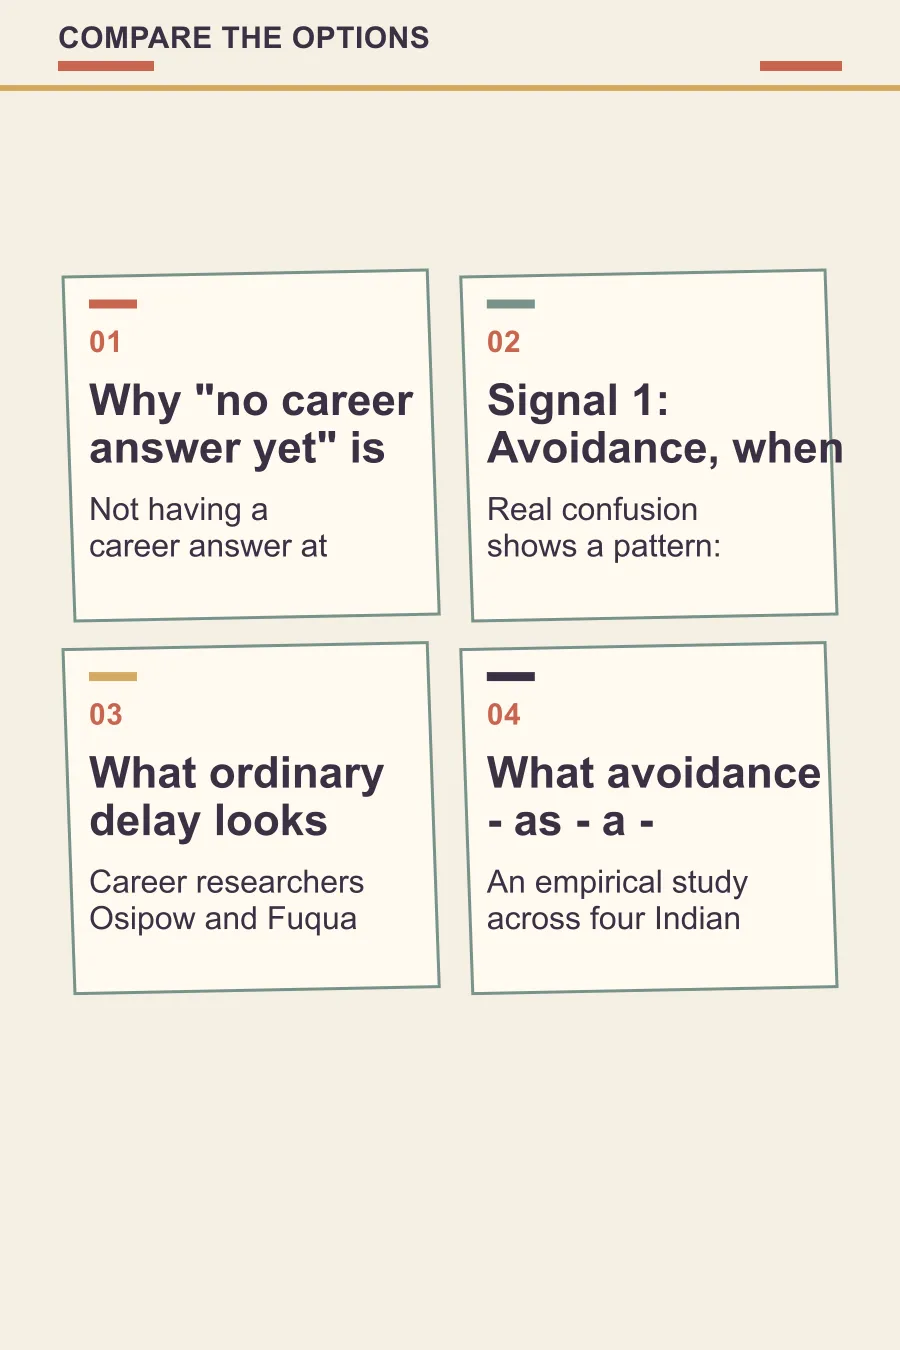 COMPARE THE OPTIONS
01
Why "no career
answer yet" is
Not having a
career answer at
02
Signal 1:
Avoidance, when
Real confusion
shows a pattern:
03
What ordinary
delay looks
Career researchers
Osipow and Fuqua
04
What avoidance
- as - a -
An empirical study
across four Indian